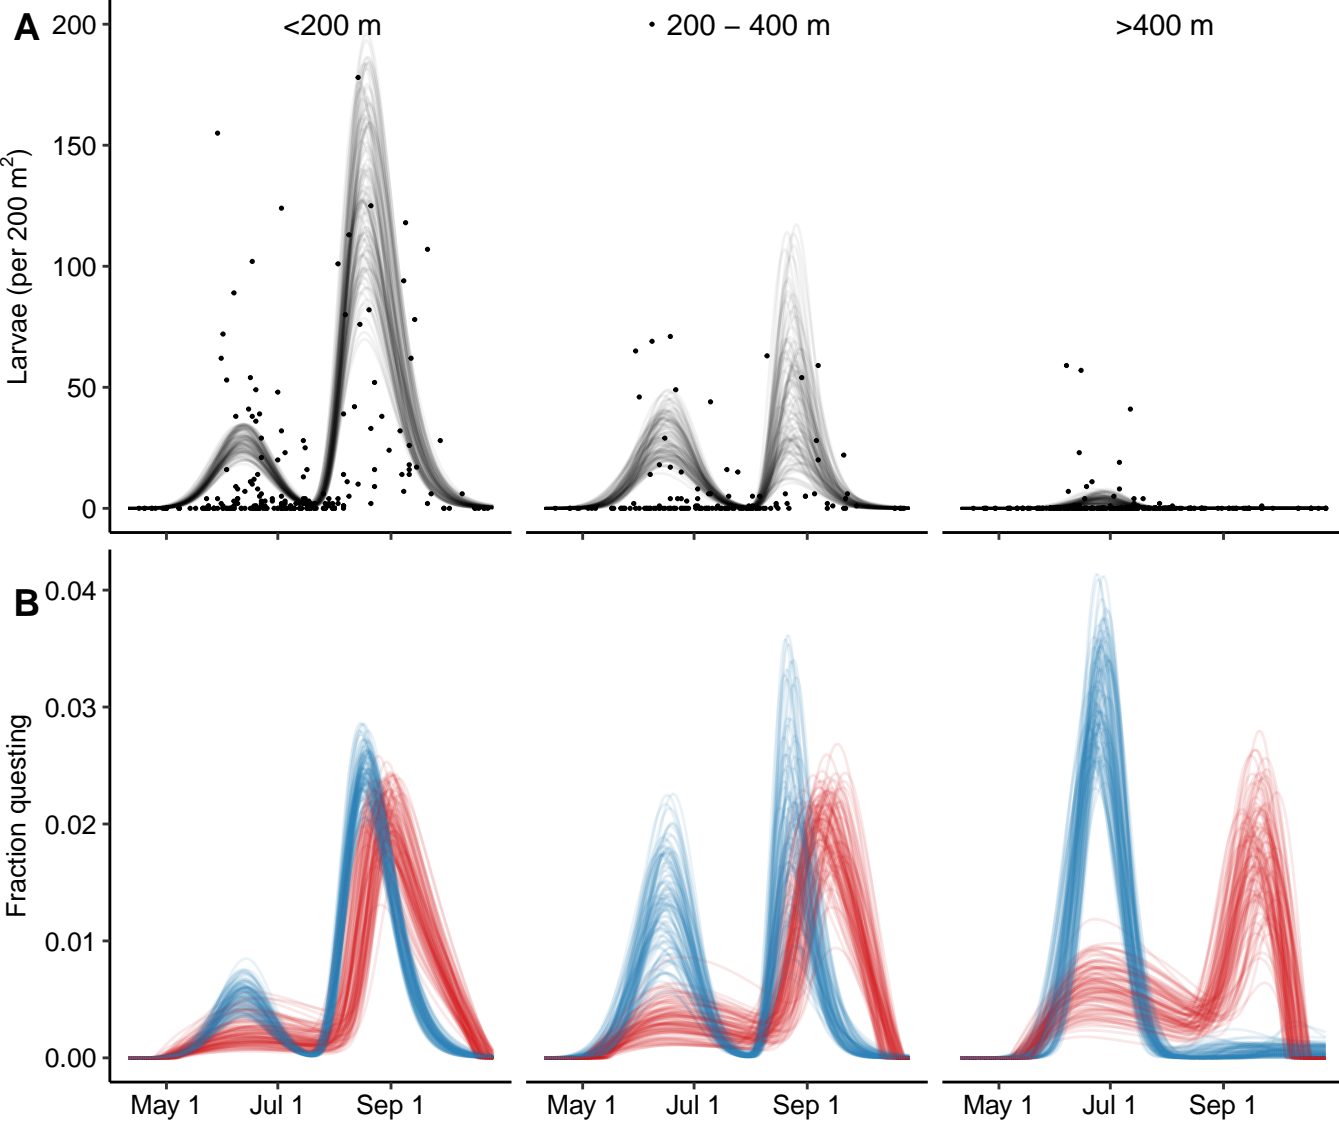 A
<200 m
200 – 400 m
>400 m
200
150
100
50
0
Larvae (per 200 m²)
B
0.04
0.03
0.02
0.01
0.00
Fraction questing
May 1 Jul 1 Sep 1 May 1 Jul 1 Sep 1 May 1 Jul 1 Sep 1